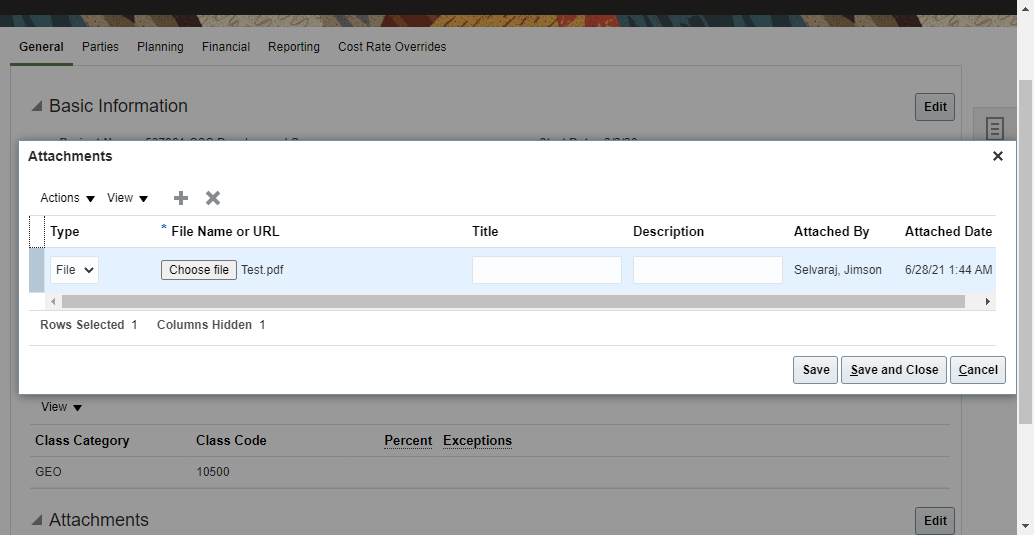 General Parties Planning Financial Reporting Cost Rate Overrides
Basic Information Edit
Attachments
Actions View
Type * File Name or URL Title Description Attached By Attached Date
File Choose file Test.pdf Selvaraj, Jimson 6/28/21 1:44 AM
Rows Selected 1 Columns Hidden 1
Save Save and Close Cancel
View
Class Category Class Code Percent Exceptions
GEO 10500
Attachments Edit